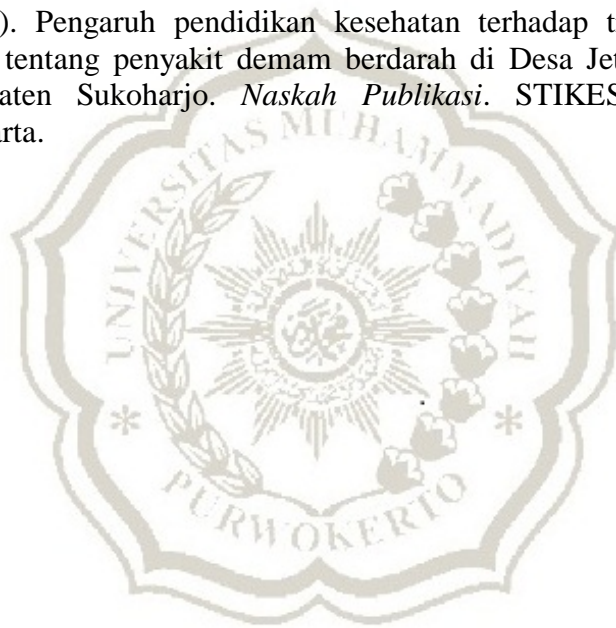 ). Pengaruh pendidikan kesehatan terhadap t
tentang penyakit demam berdarah di Desa Jet
aten Sukoharjo. Naskah Publikasi. STIKES
arta.
UNIVERSITAS MUHAMMADIYAH
PURWOKERTO